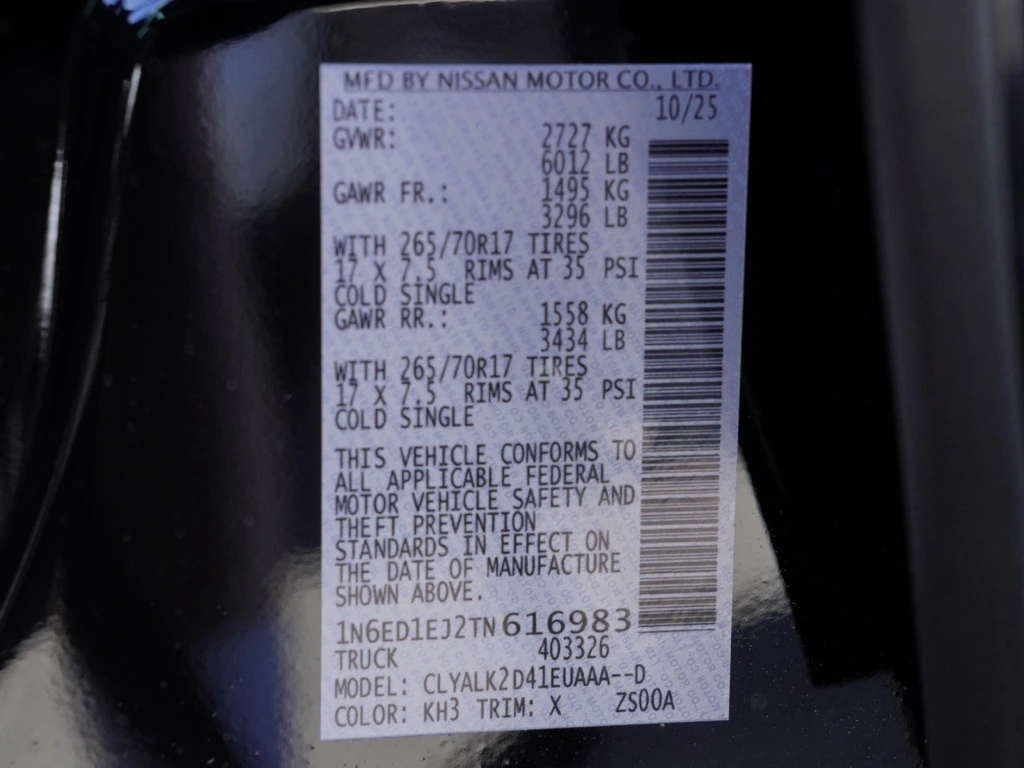 MFD BY NISSAN MOTOR CO., LTD.
DATE: 10/25
GVWR: 2727 KG
6012 LB
GAWR FR.: 1495 KG
3296 LB
WITH 265/70R17 TIRES
17 X 7.5 RIMS AT 35 PSI
COLD SINGLE
GAWR RR.: 1558 KG
3434 LB
WITH 265/70R17 TIRES
17 X 7.5 RIMS AT 35 PSI
COLD SINGLE
THIS VEHICLE CONFORMS TO
ALL APPLICABLE FEDERAL
MOTOR VEHICLE SAFETY AND
THEFT PREVENTION
STANDARDS IN EFFECT ON
THE DATE OF MANUFACTURE
SHOWN ABOVE.
1N6ED1EJ2TN616983
TRUCK 403326
MODEL: CLYALK2D41EUAAA--D
COLOR: KH3 TRIM: X ZS00A